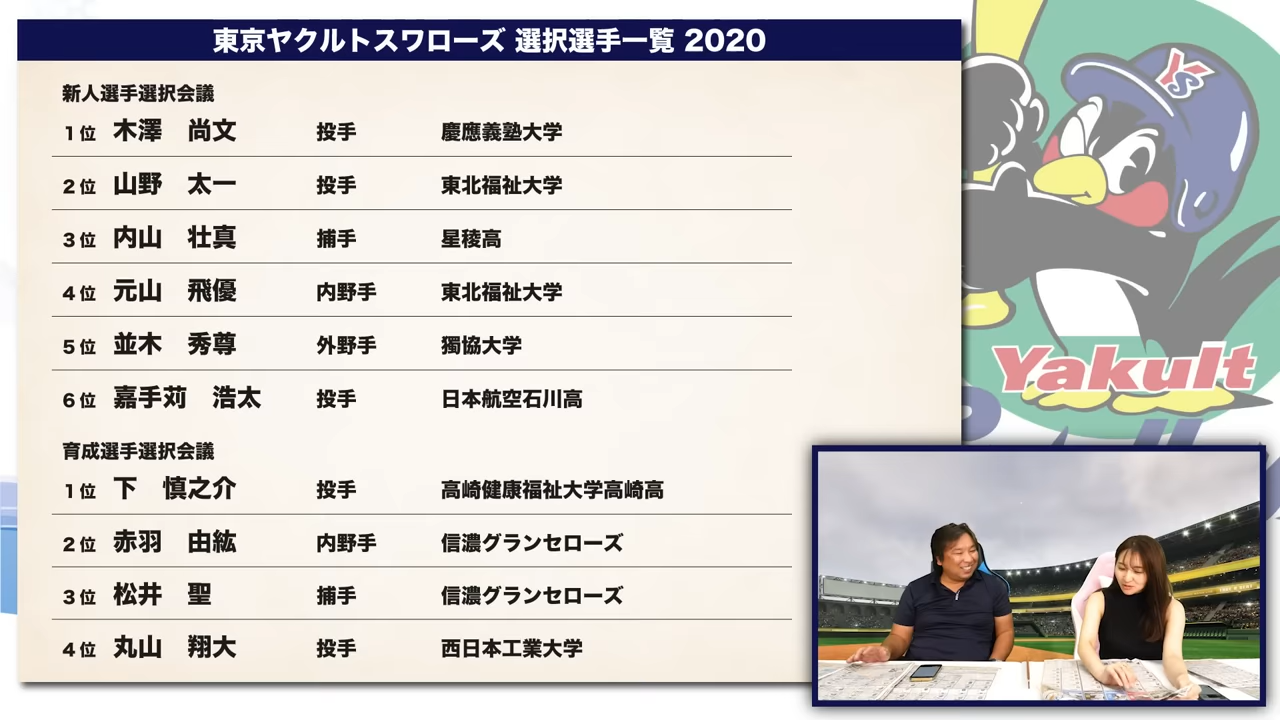 東京ヤクルトスワローズ 選択選手一覧 2020
新人選手選択会議
1位 木澤 尚文 投手 慶應義塾大学
2位 山野 太一 投手 東北福祉大学
3位 内山 壮真 捕手 星稜高
4位 元山 飛優 内野手 東北福祉大学
5位 並木 秀尊 外野手 獨協大学
6位 嘉手苅 浩太 投手 日本航空石川高
育成選手選択会議
1位 下 慎之介 投手 高崎健康福祉大学高崎高
2位 赤羽 由紘 内野手 信濃グランセローズ
3位 松井 聖 捕手 信濃グランセローズ
4位 丸山 翔大 投手 西日本工業大学
YS
Yakult